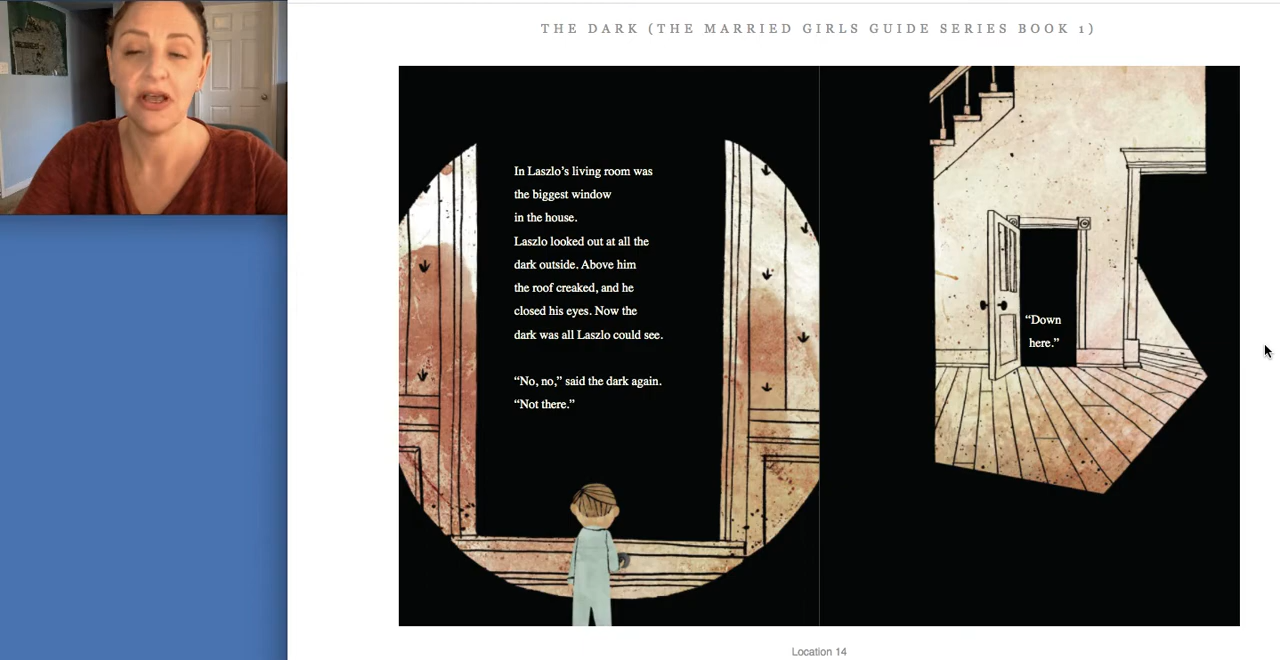 THE DARK (THE MARRIED GIRLS GUIDE SERIES BOOK 1)
In Laszlo’s living room was
the biggest window
in the house.
Laszlo looked out at all the
dark outside. Above him
the roof creaked, and he
closed his eyes. Now the
dark was all Laszlo could see.
“No, no,” said the dark again.
“Not there.”
“Down
here.”
Location 14